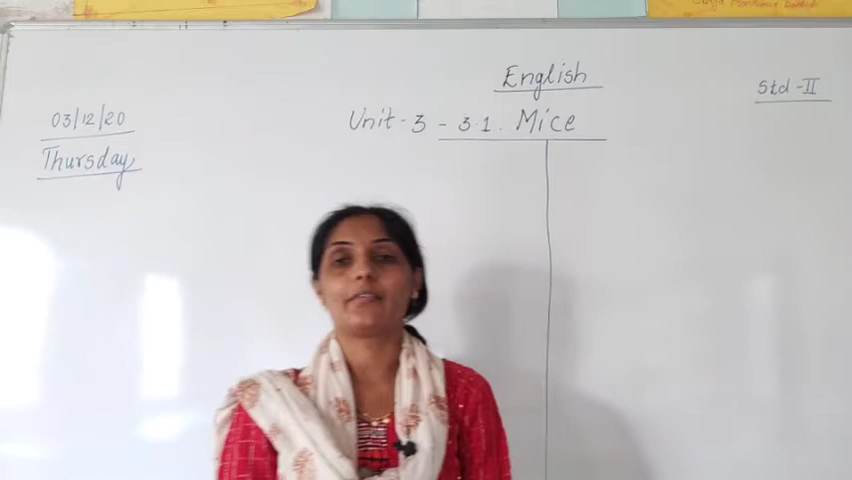 English
Std - II
03/12/20
Unit - 3 - 3.1. Mice
Thursday